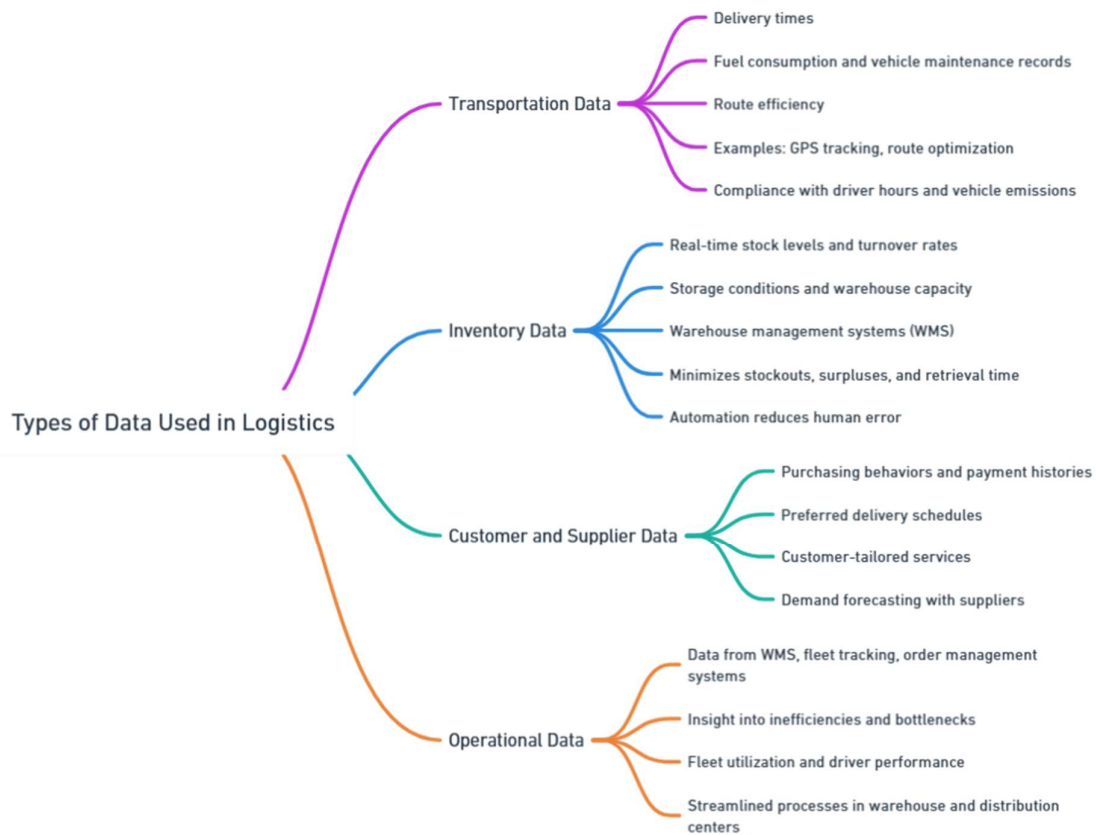 Types of Data Used in Logistics
Transportation Data
Delivery times
Fuel consumption and vehicle maintenance records
Route efficiency
Examples: GPS tracking, route optimization
Compliance with driver hours and vehicle emissions
Inventory Data
Real-time stock levels and turnover rates
Storage conditions and warehouse capacity
Warehouse management systems (WMS)
Minimizes stockouts, surpluses, and retrieval time
Automation reduces human error
Customer and Supplier Data
Purchasing behaviors and payment histories
Preferred delivery schedules
Customer-tailored services
Demand forecasting with suppliers
Operational Data
Data from WMS, fleet tracking, order management
systems
Insight into inefficiencies and bottlenecks
Fleet utilization and driver performance
Streamlined processes in warehouse and distribution
centers